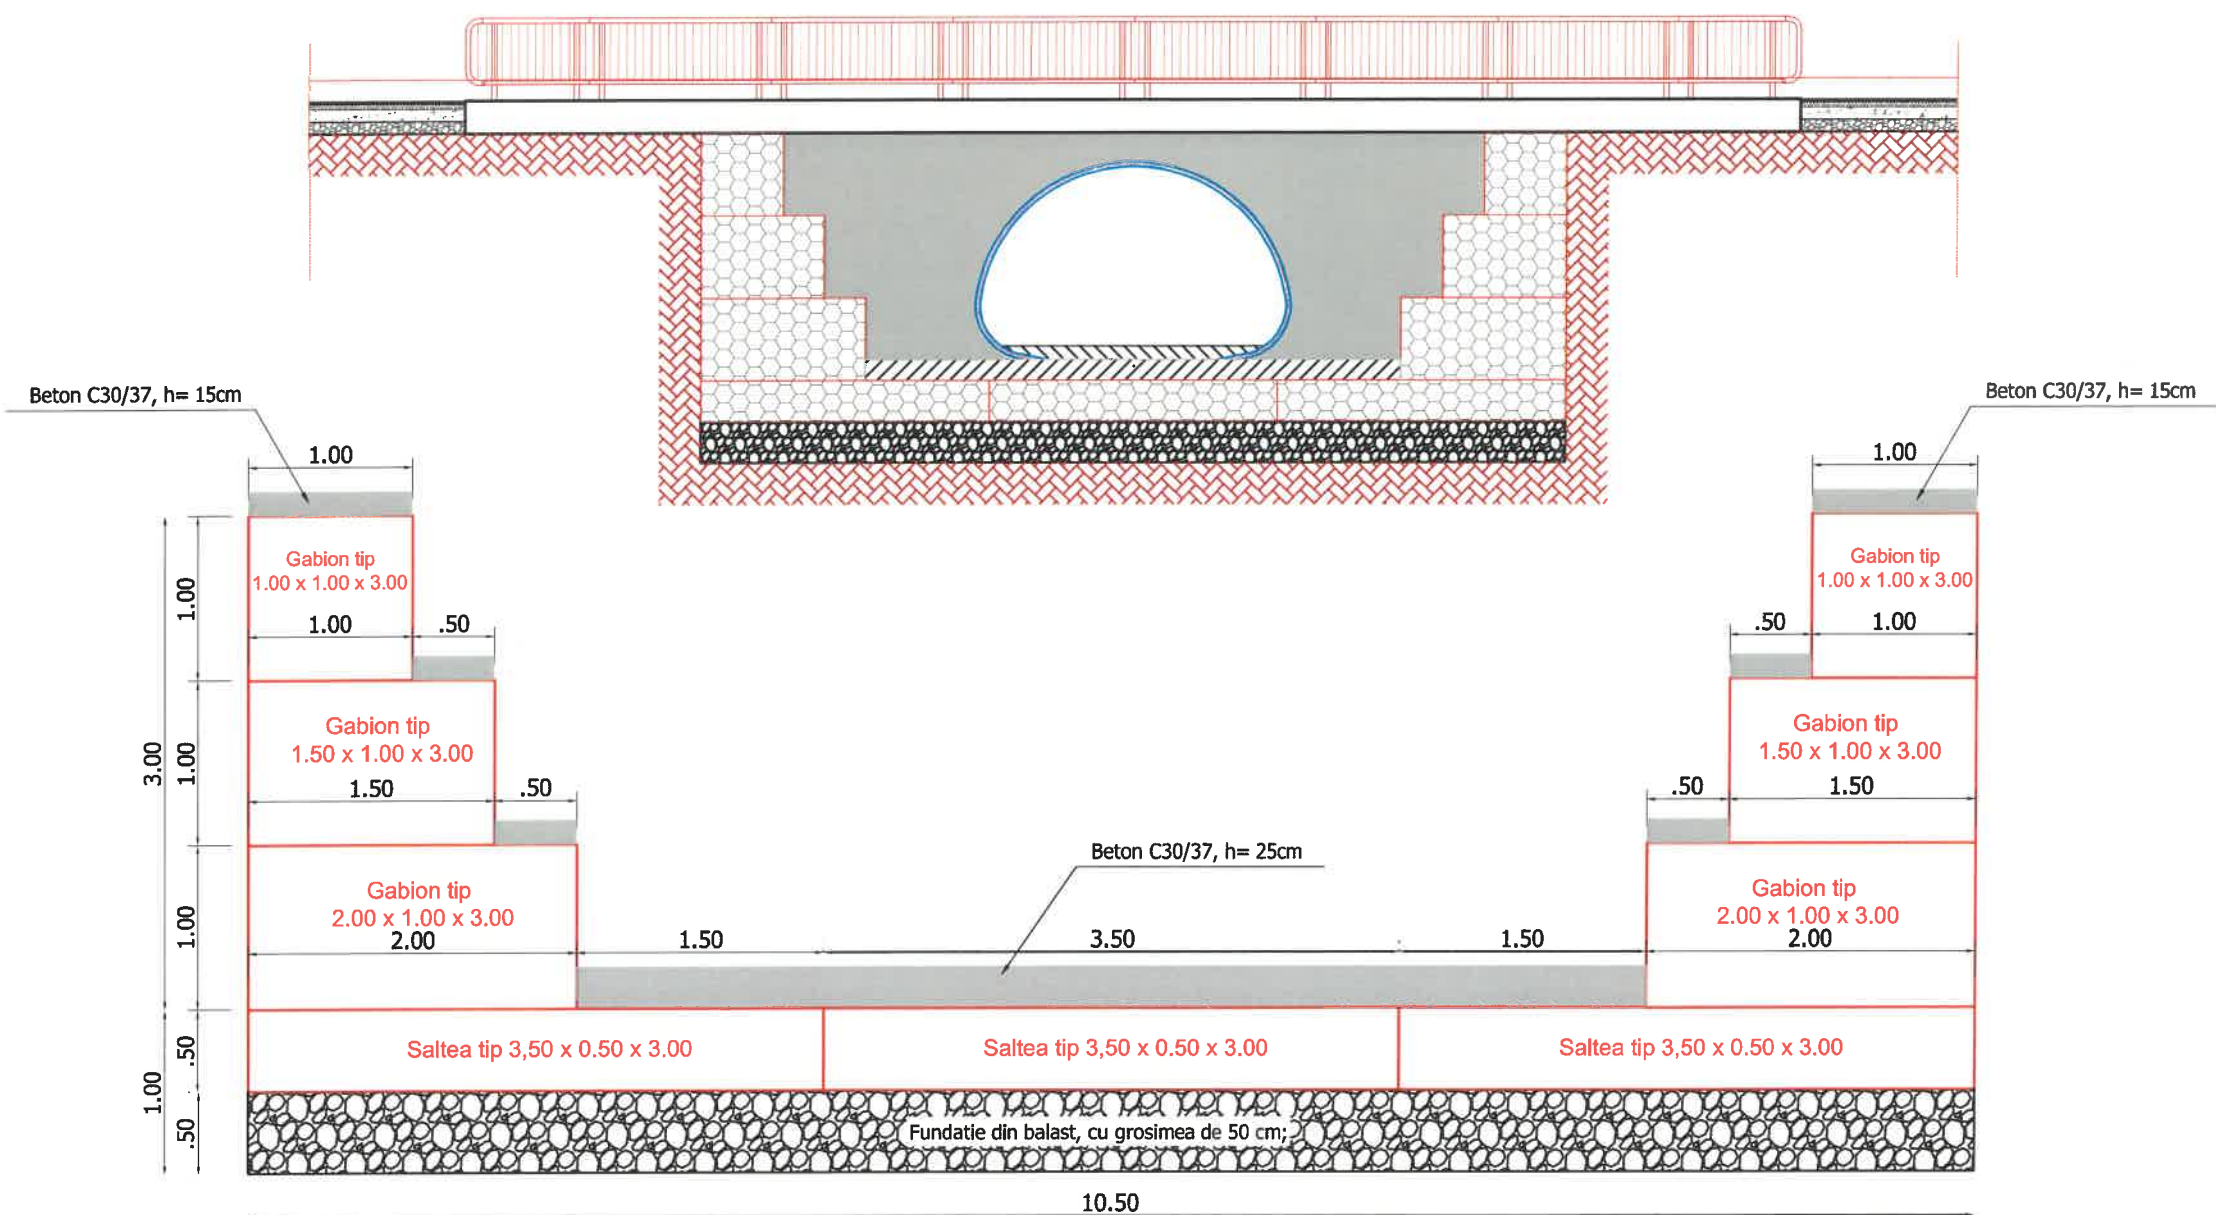 Beton C30/37, h= 15cm
Beton C30/37, h= 15cm
1.00
1.00
Gabion tip
1.00 x 1.00 x 3.00
1.00
.50
Gabion tip
1.00 x 1.00 x 3.00
.50
1.00
1.00
Gabion tip
1.50 x 1.00 x 3.00
1.50
.50
Gabion tip
1.50 x 1.00 x 3.00
.50
1.50
3.00
1.00
Beton C30/37, h= 25cm
Gabion tip
2.00 x 1.00 x 3.00
2.00
1.50
3.50
1.50
Gabion tip
2.00 x 1.00 x 3.00
2.00
1.00
Saltea tip 3,50 x 0.50 x 3.00
Saltea tip 3,50 x 0.50 x 3.00
Saltea tip 3,50 x 0.50 x 3.00
.50
1.00
.50
Fundatie din balast, cu grosimea de 50 cm;
10.50